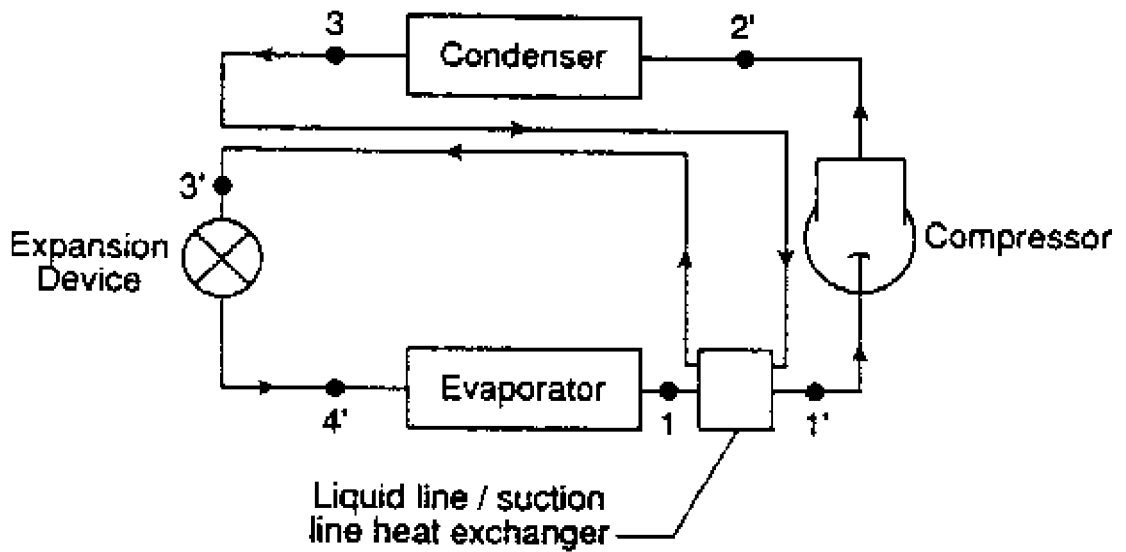 3
Condenser
2'
3'
Expansion
Device
Compressor
4'
Evaporator
1
1'
Liquid line / suction
line heat exchanger